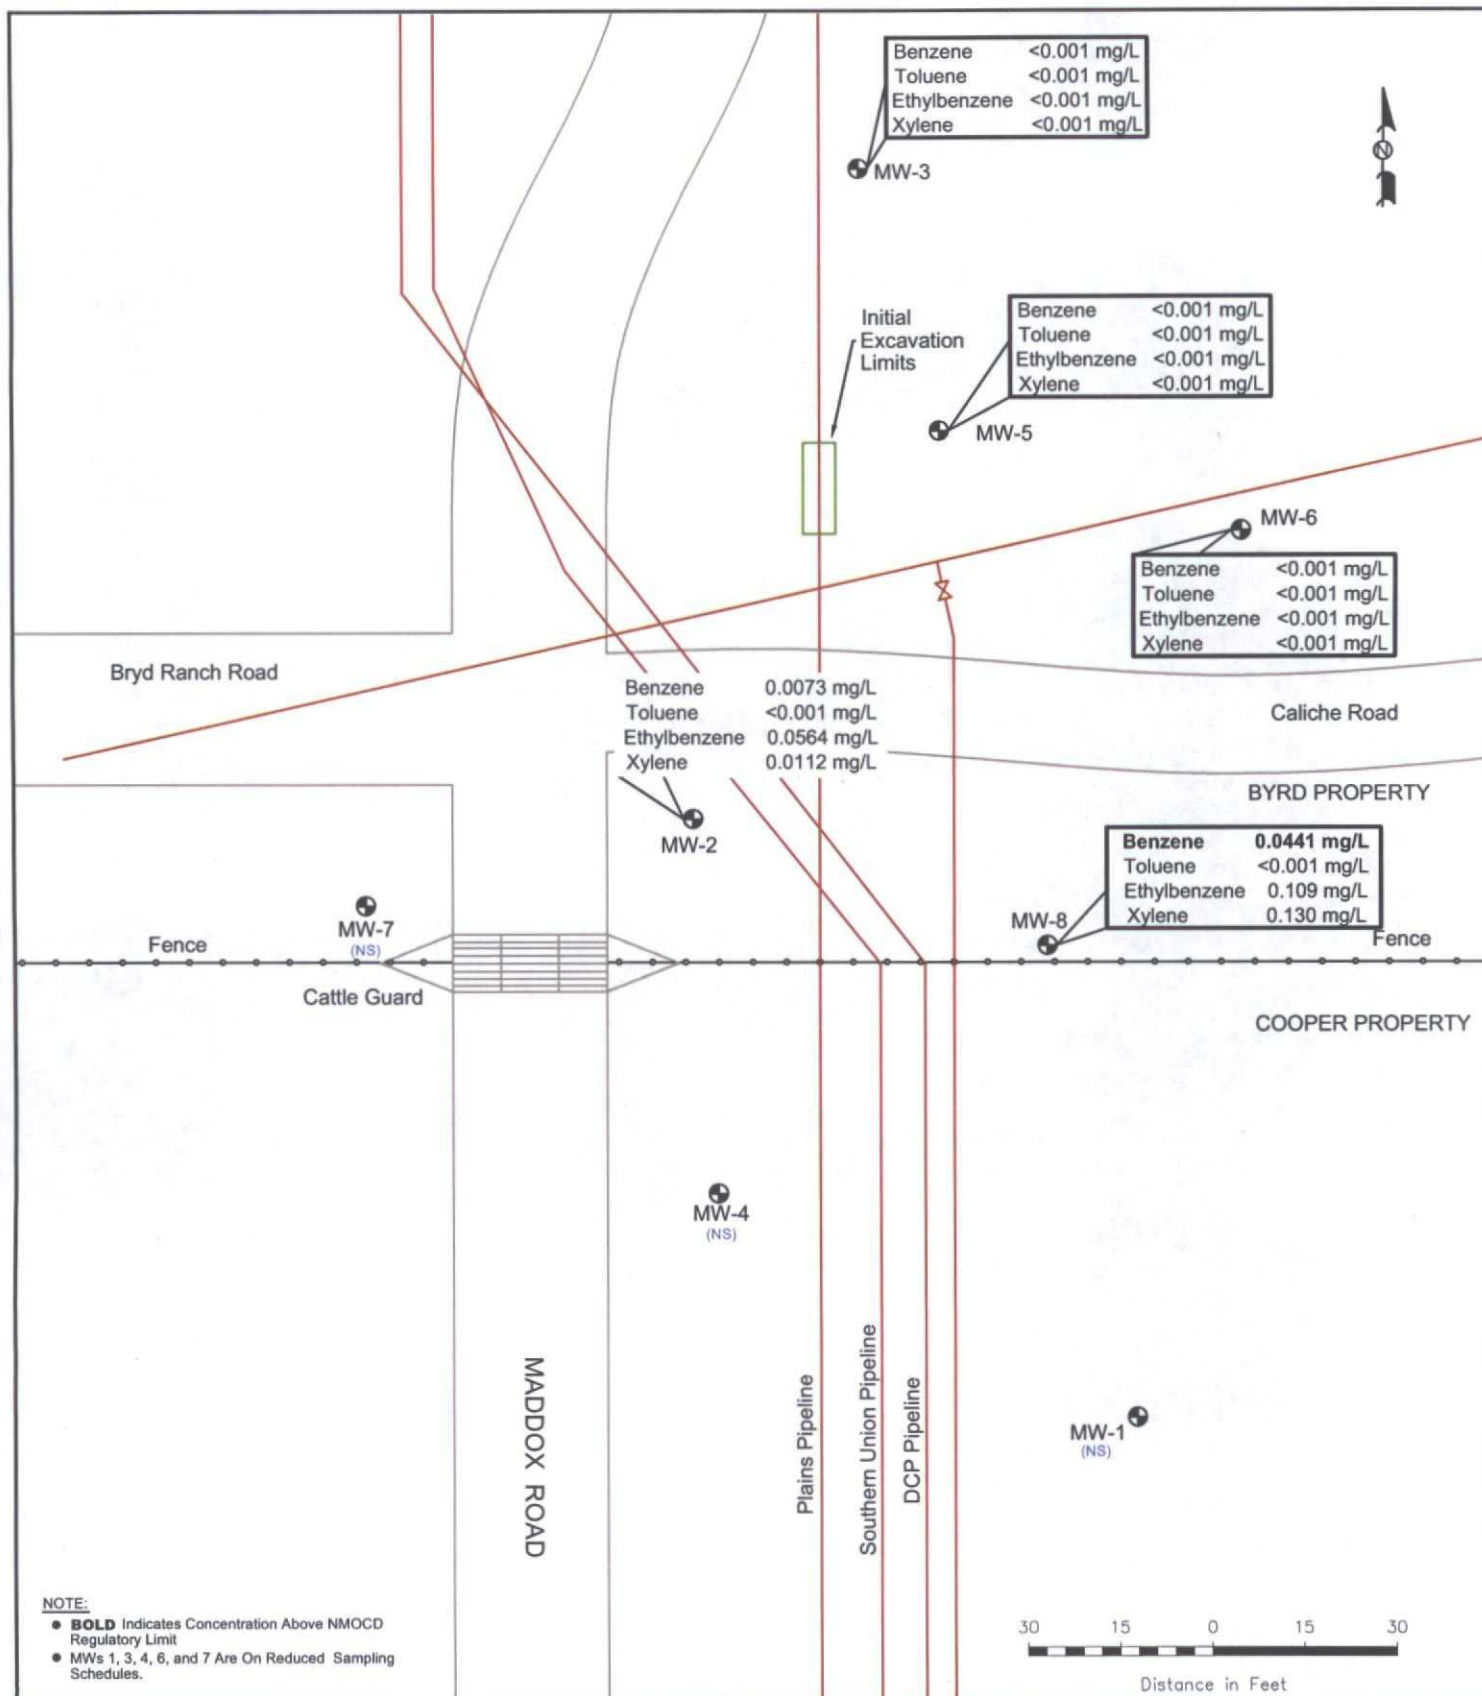 Benzene <0.001 mg/L
Toluene <0.001 mg/L
Ethylbenzene <0.001 mg/L
Xylene <0.001 mg/L
MW-3
N
Initial
Excavation
Limits
Benzene <0.001 mg/L
Toluene <0.001 mg/L
Ethylbenzene <0.001 mg/L
Xylene <0.001 mg/L
MW-5
MW-6
Benzene <0.001 mg/L
Toluene <0.001 mg/L
Ethylbenzene <0.001 mg/L
Xylene <0.001 mg/L
Bryd Ranch Road
Benzene 0.0073 mg/L
Toluene <0.001 mg/L
Ethylbenzene 0.0564 mg/L
Xylene 0.0112 mg/L
MW-2
Caliche Road
BYRD PROPERTY
Benzene 0.0441 mg/L
Toluene <0.001 mg/L
Ethylbenzene 0.109 mg/L
Xylene 0.130 mg/L
MW-8
Fence
MW-7
(NS)
Fence
Cattle Guard
COOPER PROPERTY
MW-4
(NS)
MADDOX ROAD
Plains Pipeline
Southern Union Pipeline
DCP Pipeline
MW-1
(NS)
NOTE:
● BOLD Indicates Concentration Above NMOCD
Regulatory Limit
● MWs 1, 3, 4, 6, and 7 Are On Reduced Sampling
Schedules.
30 15 0 15 30
Distance in Feet